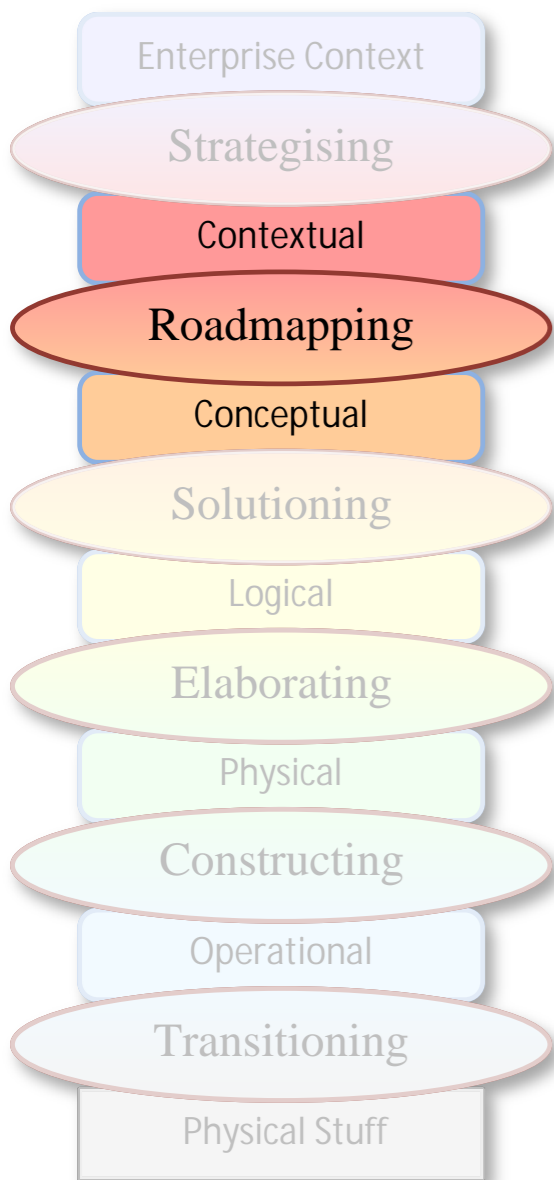 Enterprise Context
Strategising
Contextual
Roadmapping
Conceptual
Solutioning
Logical
Elaborating
Physical
Constructing
Operational
Transitioning
Physical Stuff